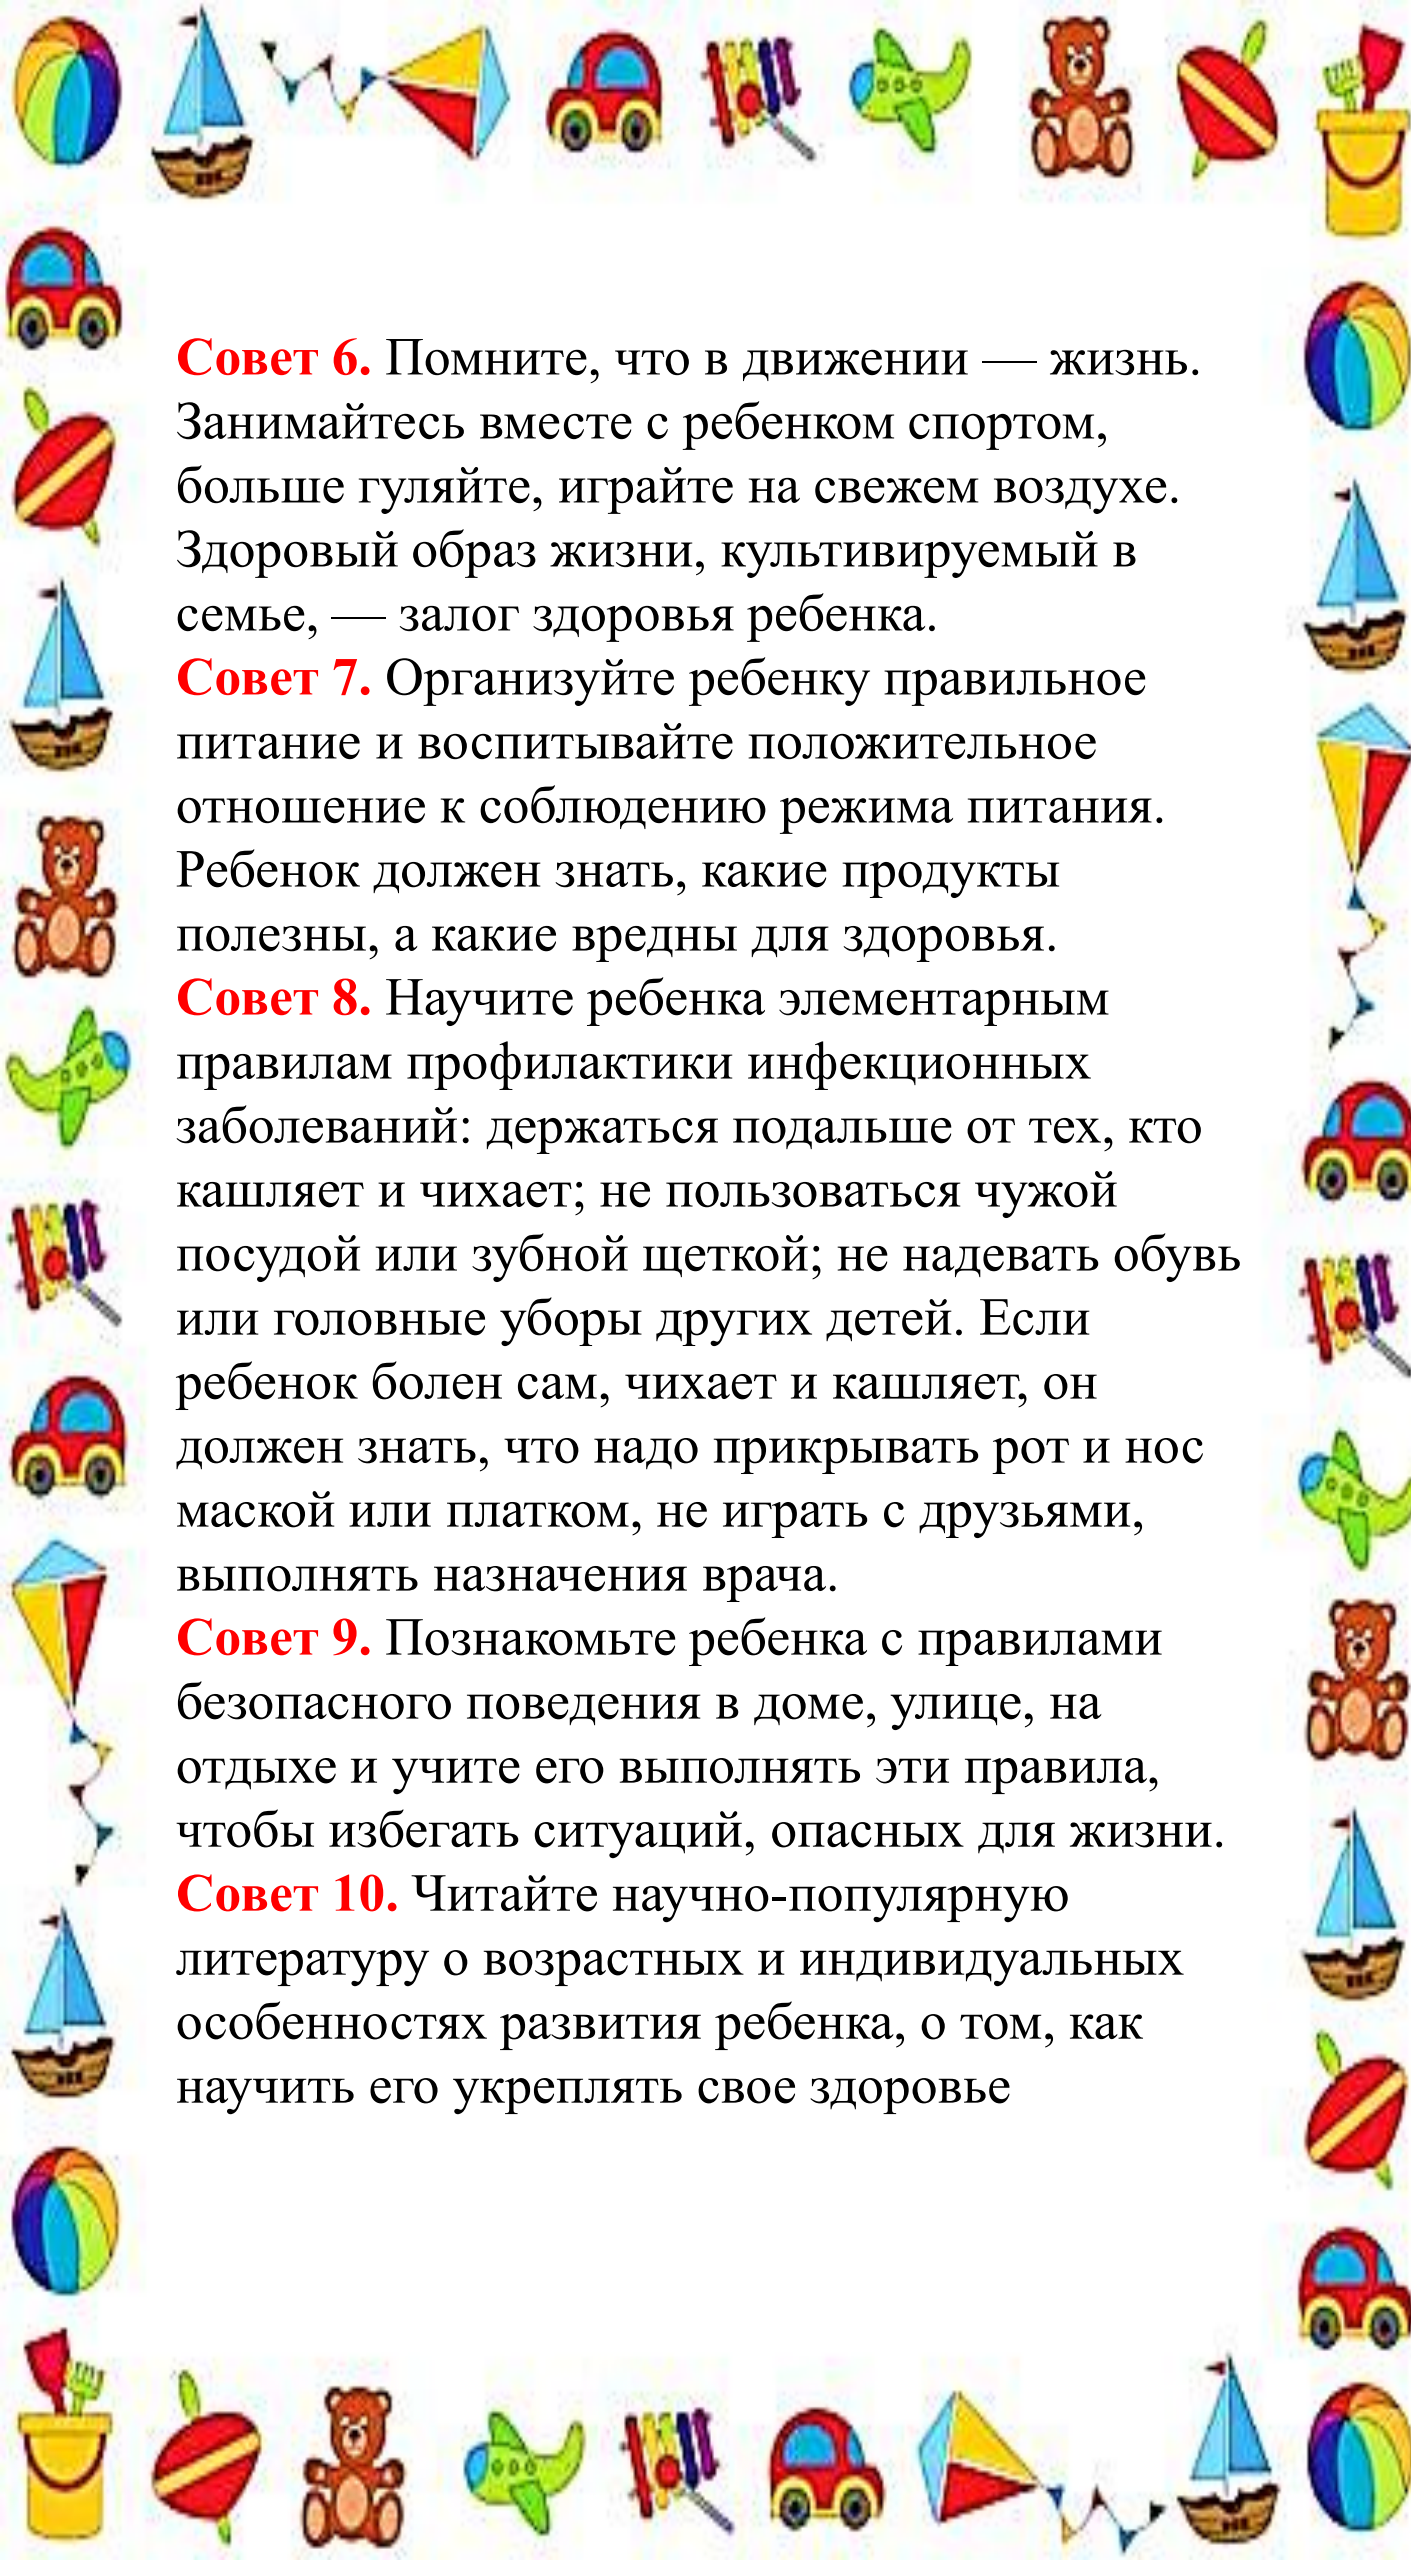 Совет 6. Помните, что в движении — жизнь.
Занимайтесь вместе с ребенком спортом,
больше гуляйте, играйте на свежем воздухе.
Здоровый образ жизни, культивируемый в
семье, — залог здоровья ребенка.
Совет 7. Организуйте ребенку правильное
питание и воспитывайте положительное
отношение к соблюдению режима питания.
Ребенок должен знать, какие продукты
полезны, а какие вредны для здоровья.
Совет 8. Научите ребенка элементарным
правилам профилактики инфекционных
заболеваний: держаться подальше от тех, кто
кашляет и чихает; не пользоваться чужой
посудой или зубной щеткой; не надевать обувь
или головные уборы других детей. Если
ребенок болен сам, чихает и кашляет, он
должен знать, что надо прикрывать рот и нос
маской или платком, не играть с друзьями,
выполнять назначения врача.
Совет 9. Познакомьте ребенка с правилами
безопасного поведения в доме, улице, на
отдыхе и учите его выполнять эти правила,
чтобы избегать ситуаций, опасных для жизни.
Совет 10. Читайте научно-популярную
литературу о возрастных и индивидуальных
особенностях развития ребенка, о том, как
научить его укреплять свое здоровье